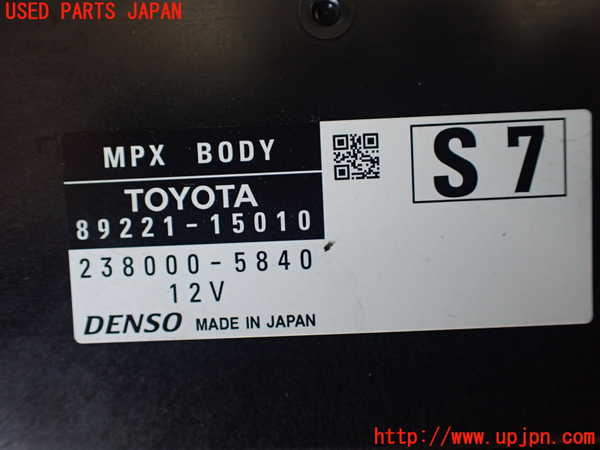 USED PARTS JAPAN
MPX BODY
TOYOTA
89221-15010
238000-5840
12V
DENSO MADE IN JAPAN
S7
http://www.upjpn.com/